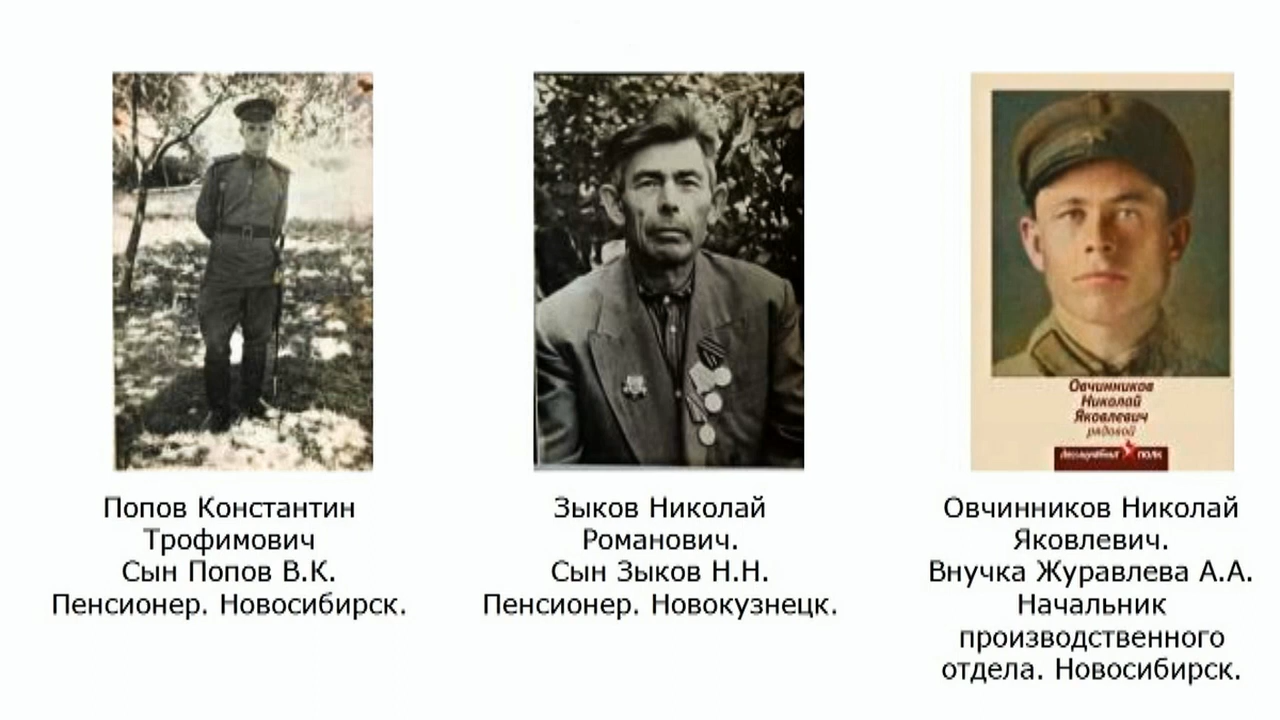 Овчинников
Николай
Яковлевич
рядовой
Бессмертный полк
Попов Константин
Трофимович
Сын Попов В.К.
Пенсионер. Новосибирск.
Зыков Николай
Романович.
Сын Зыков Н.Н.
Пенсионер. Новокузнецк.
Овчинников Николай
Яковлевич.
Внучка Журавлева А.А.
Начальник
производственного
отдела. Новосибирск.